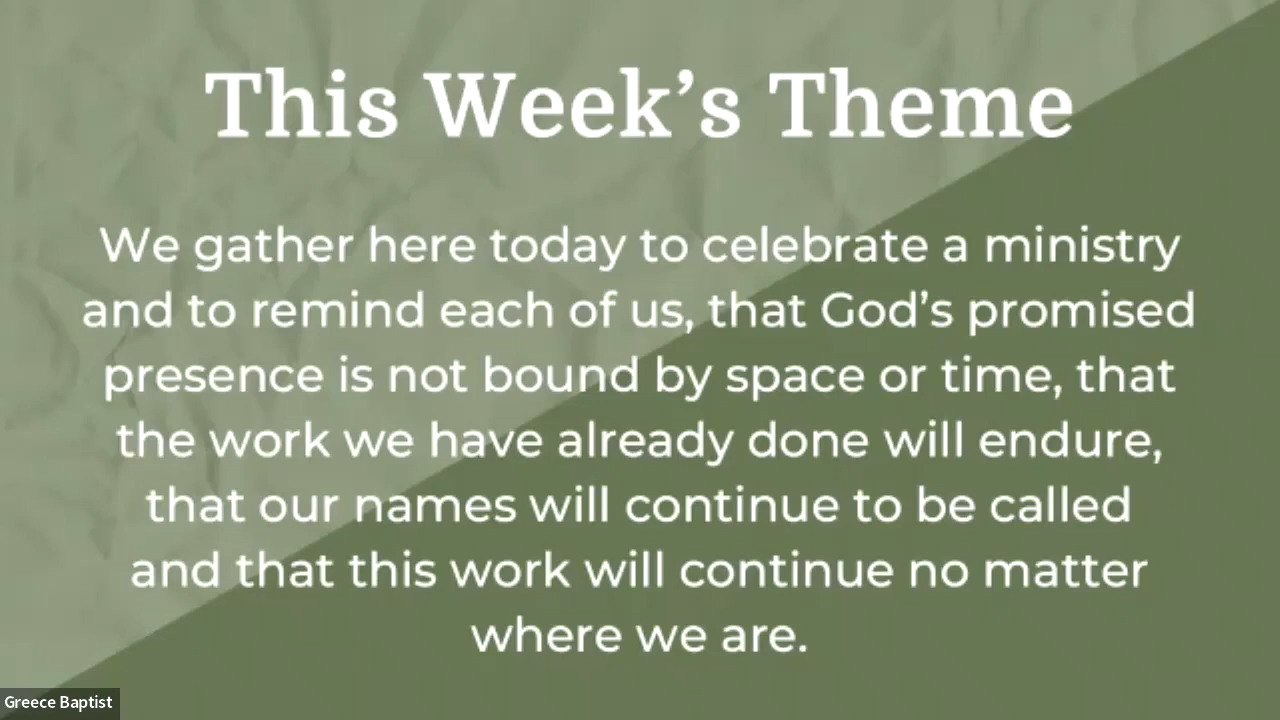 This Week’s Theme
We gather here today to celebrate a ministry
and to remind each of us, that God’s promised
presence is not bound by space or time, that
the work we have already done will endure,
that our names will continue to be called
and that this work will continue no matter
where we are.
Greece Baptist